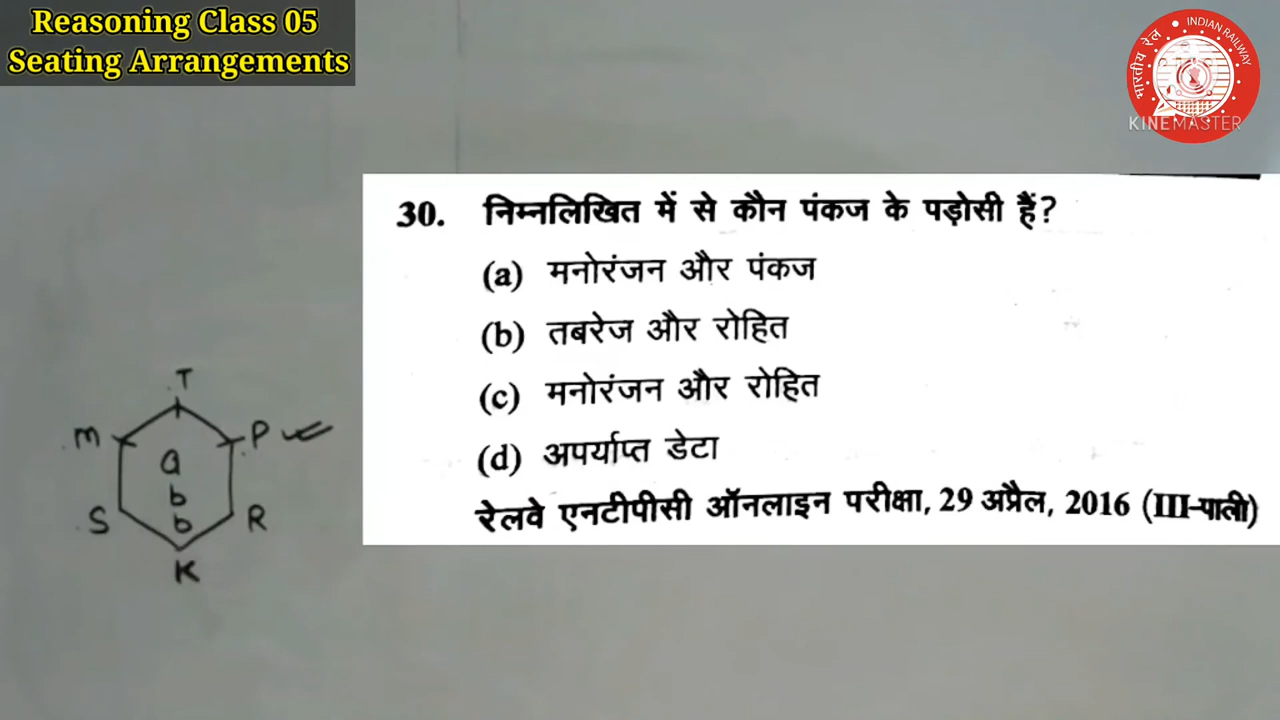 Reasoning Class 05
Seating Arrangements
भारतीय रेल
INDIAN RAILWAY
KINEMASTER
30. निम्नलिखित में से कौन पंकज के पड़ोसी हैं?
(a) मनोरंजन और पंकज
(b) तबरेज और रोहित
(c) मनोरंजन और रोहित
(d) अपर्याप्त डेटा
रेलवे एनटीपीसी ऑनलाइन परीक्षा, 29 अप्रैल, 2016 (III-पाली)
T
M P
a
b
S b R
K